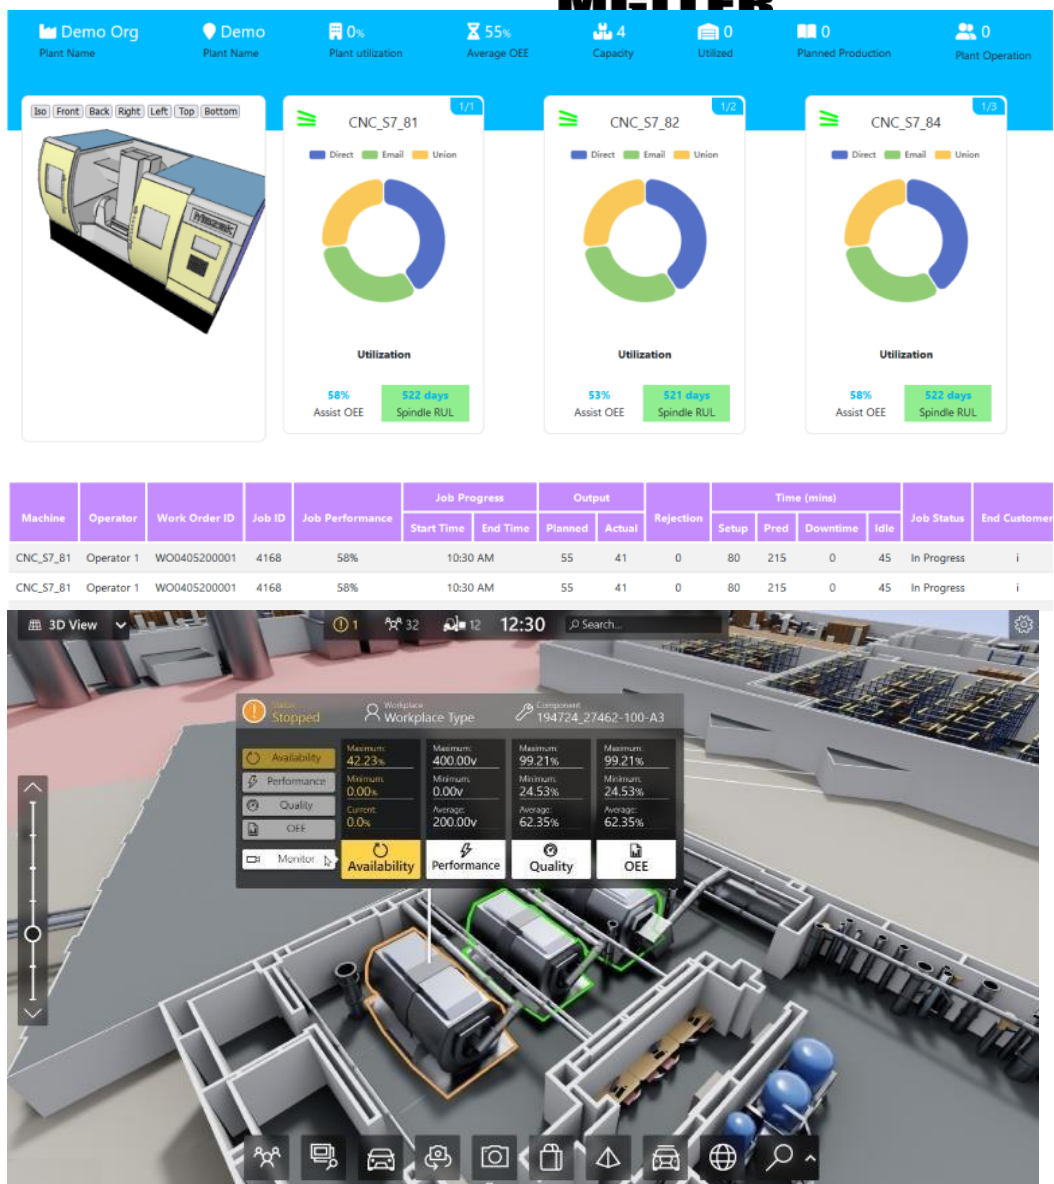 Demo Org
Plant Name
Demo
Plant Name
0%
Plant utilization
55%
Average OEE
4
Capacity
0
Utilized
0
Planned Production
0
Plant Operation
Iso Front Back Right Left Top Bottom
Mazak
1/1
CNC_S7_81
Direct Email Union
Utilization
58%
Assist OEE
522 days
Spindle RUL
1/2
CNC_S7_82
Direct Email Union
Utilization
53%
Assist OEE
521 days
Spindle RUL
1/3
CNC_S7_84
Direct Email Union
Utilization
58%
Assist OEE
522 days
Spindle RUL
Machine Operator Work Order ID Job ID Job Performance Job Progress Output Rejection Time (mins) Job Status End Customer
Start Time End Time Planned Actual Setup Pred Downtime Idle
CNC_S7_81 Operator 1 WO0405200001 4168 58% 10:30 AM 55 41 0 80 215 0 45 In Progress i
CNC_S7_81 Operator 1 WO0405200001 4168 58% 10:30 AM 55 41 0 80 215 0 45 In Progress i
3D View 1 32 12 12:30 Search...
Status
Stopped
Workplace
Workplace Type
Component
194724_27462-100-A3
Availability
Performance
Quality
OEE
Monitor
Maximum:
42.23%
Minimum:
0.00%
Current:
0.0%
Availability
Maximum:
400.00v
Minimum:
0.00v
Average:
200.00v
Performance
Maximum:
99.21%
Minimum:
24.53%
Average:
62.35%
Quality
Maximum:
99.21%
Minimum:
24.53%
Average:
62.35%
OEE